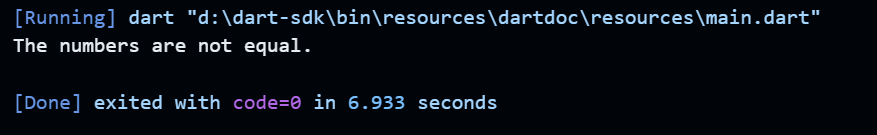 [Running] dart "d:\dart-sdk\bin\resources\dartdoc\resources\main.dart"
The numbers are not equal.
[Done] exited with code=0 in 6.933 seconds